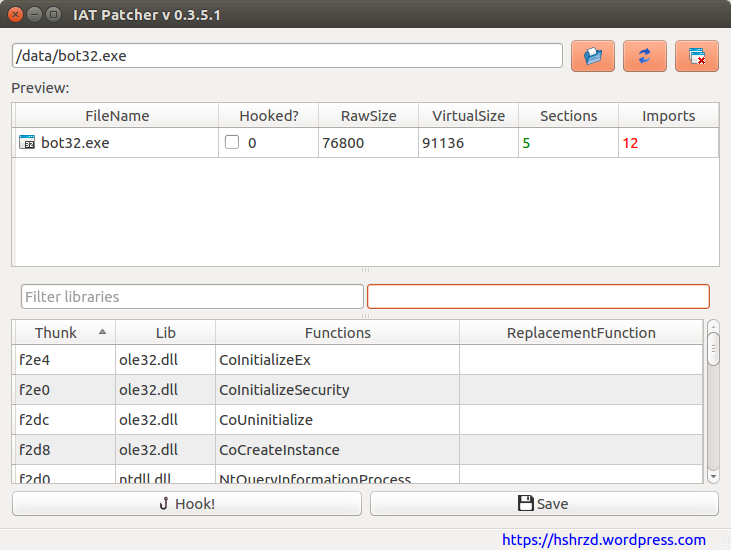 IAT Patcher v 0.3.5.1
/data/bot32.exe
Preview:
FileName Hooked? RawSize VirtualSize Sections Imports
bot32.exe 0 76800 91136 5 12
Filter libraries
Thunk Lib Functions ReplacementFunction
f2e4 ole32.dll CoInitializeEx
f2e0 ole32.dll CoInitializeSecurity
f2dc ole32.dll CoUninitialize
f2d8 ole32.dll CoCreateInstance
f2d0 ntdll.dll NtQueryInformationProcess
Hook! Save
https://hshrzd.wordpress.com